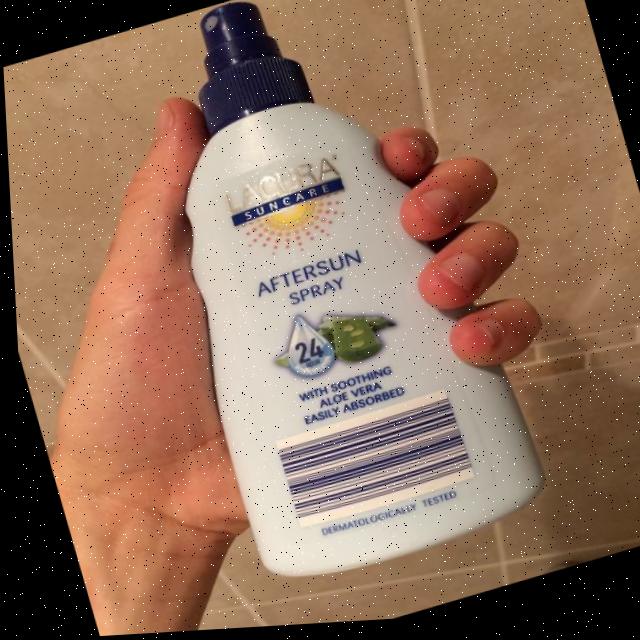 LACURA
SUNCARE
AFTERSUN
SPRAY
24
WITH SOOTHING
ALOE VERA
EASILY ABSORBED
DERMATOLOGICALLY TESTED